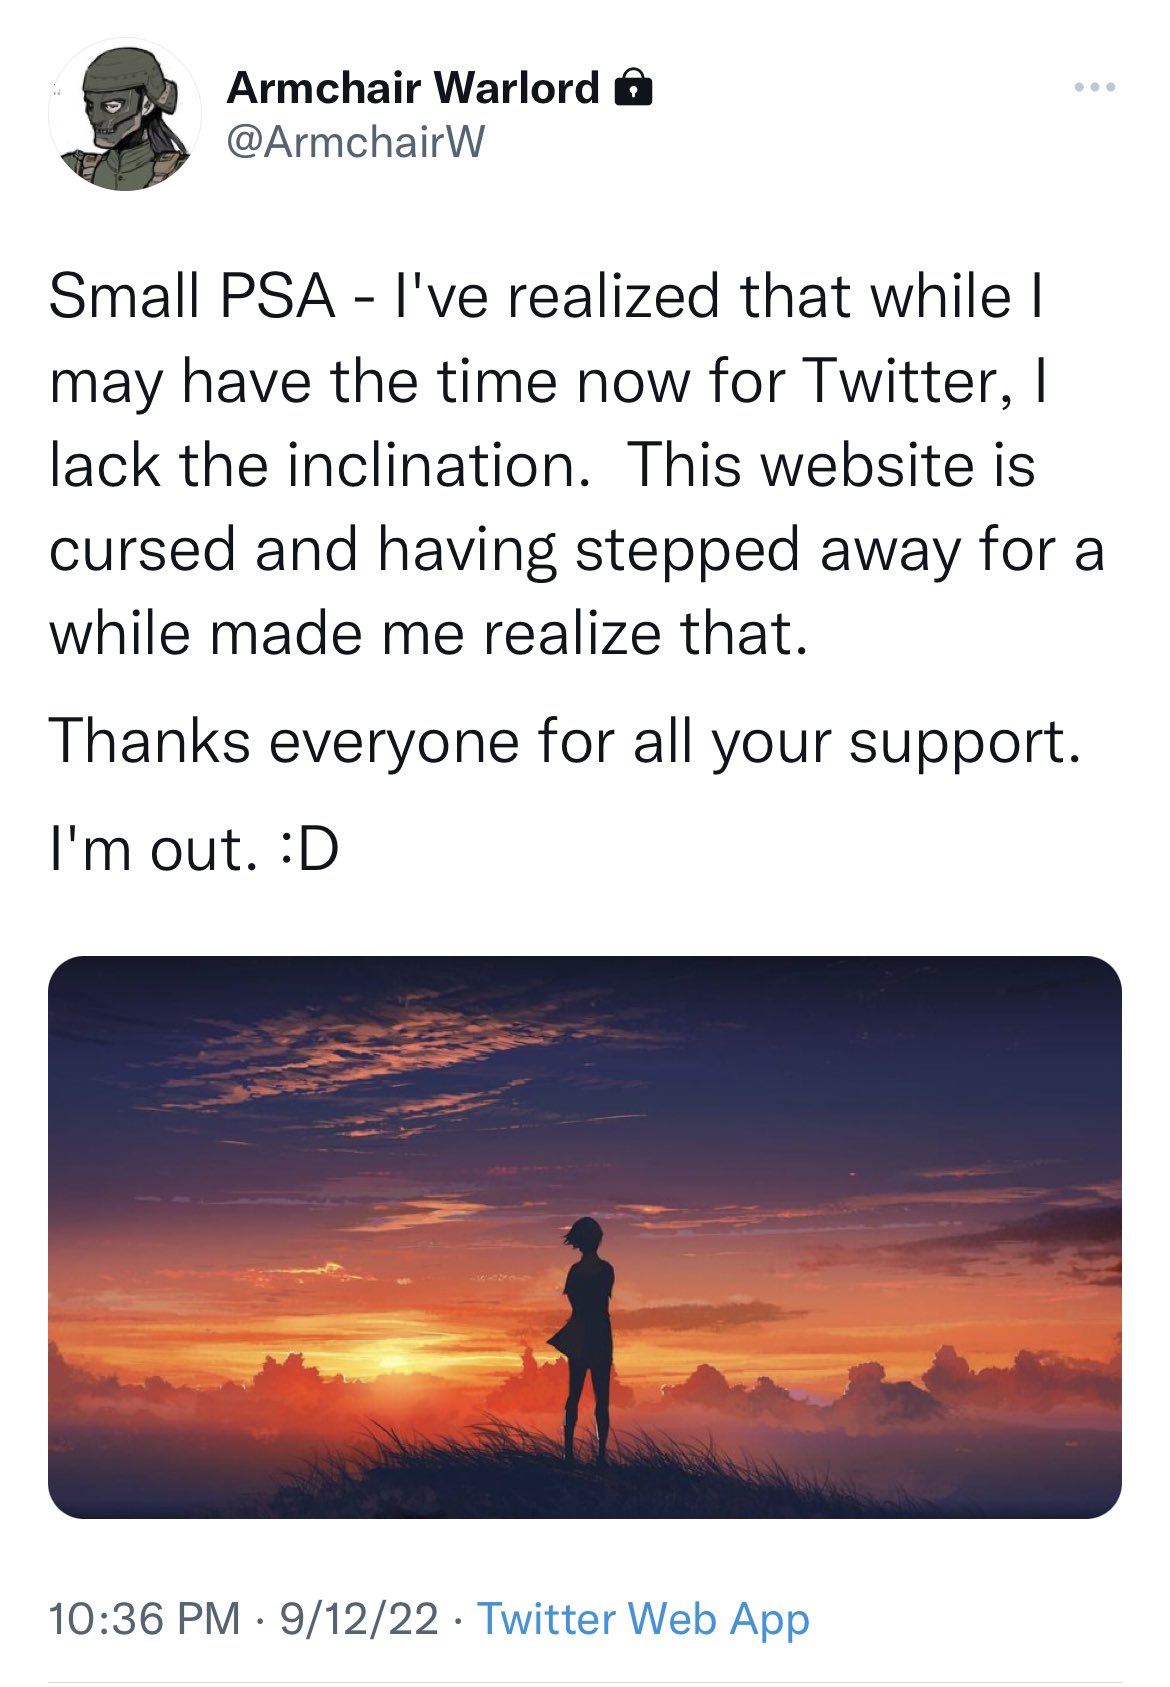 Armchair Warlord
@ArmchairW
Small PSA - I've realized that while I
may have the time now for Twitter, I
lack the inclination.  This website is
cursed and having stepped away for a
while made me realize that.
Thanks everyone for all your support.
I'm out. :D
10:36 PM · 9/12/22 · Twitter Web App